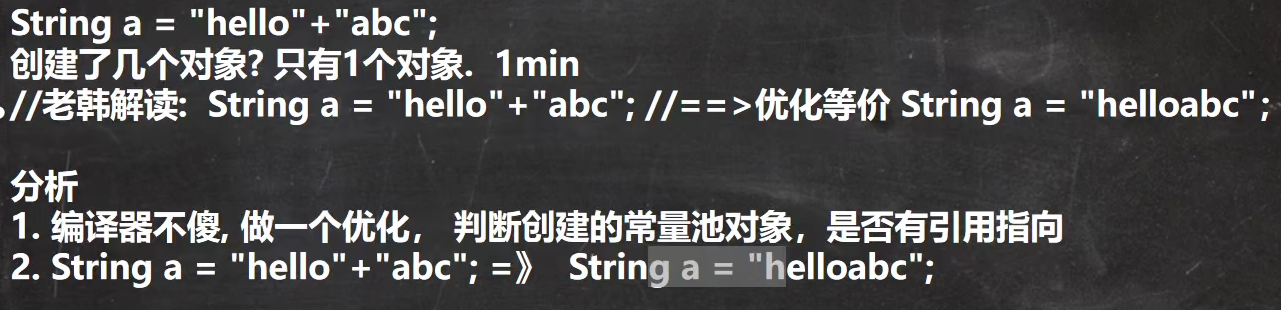 String a = "hello"+"abc";
创建了几个对象? 只有1个对象.  1min
//老韩解读:  String a = "hello"+"abc"; //==>优化等价 String a = "helloabc";
分析
1. 编译器不傻, 做一个优化， 判断创建的常量池对象，是否有引用指向
2. String a = "hello"+"abc"; =》 String a = "helloabc";